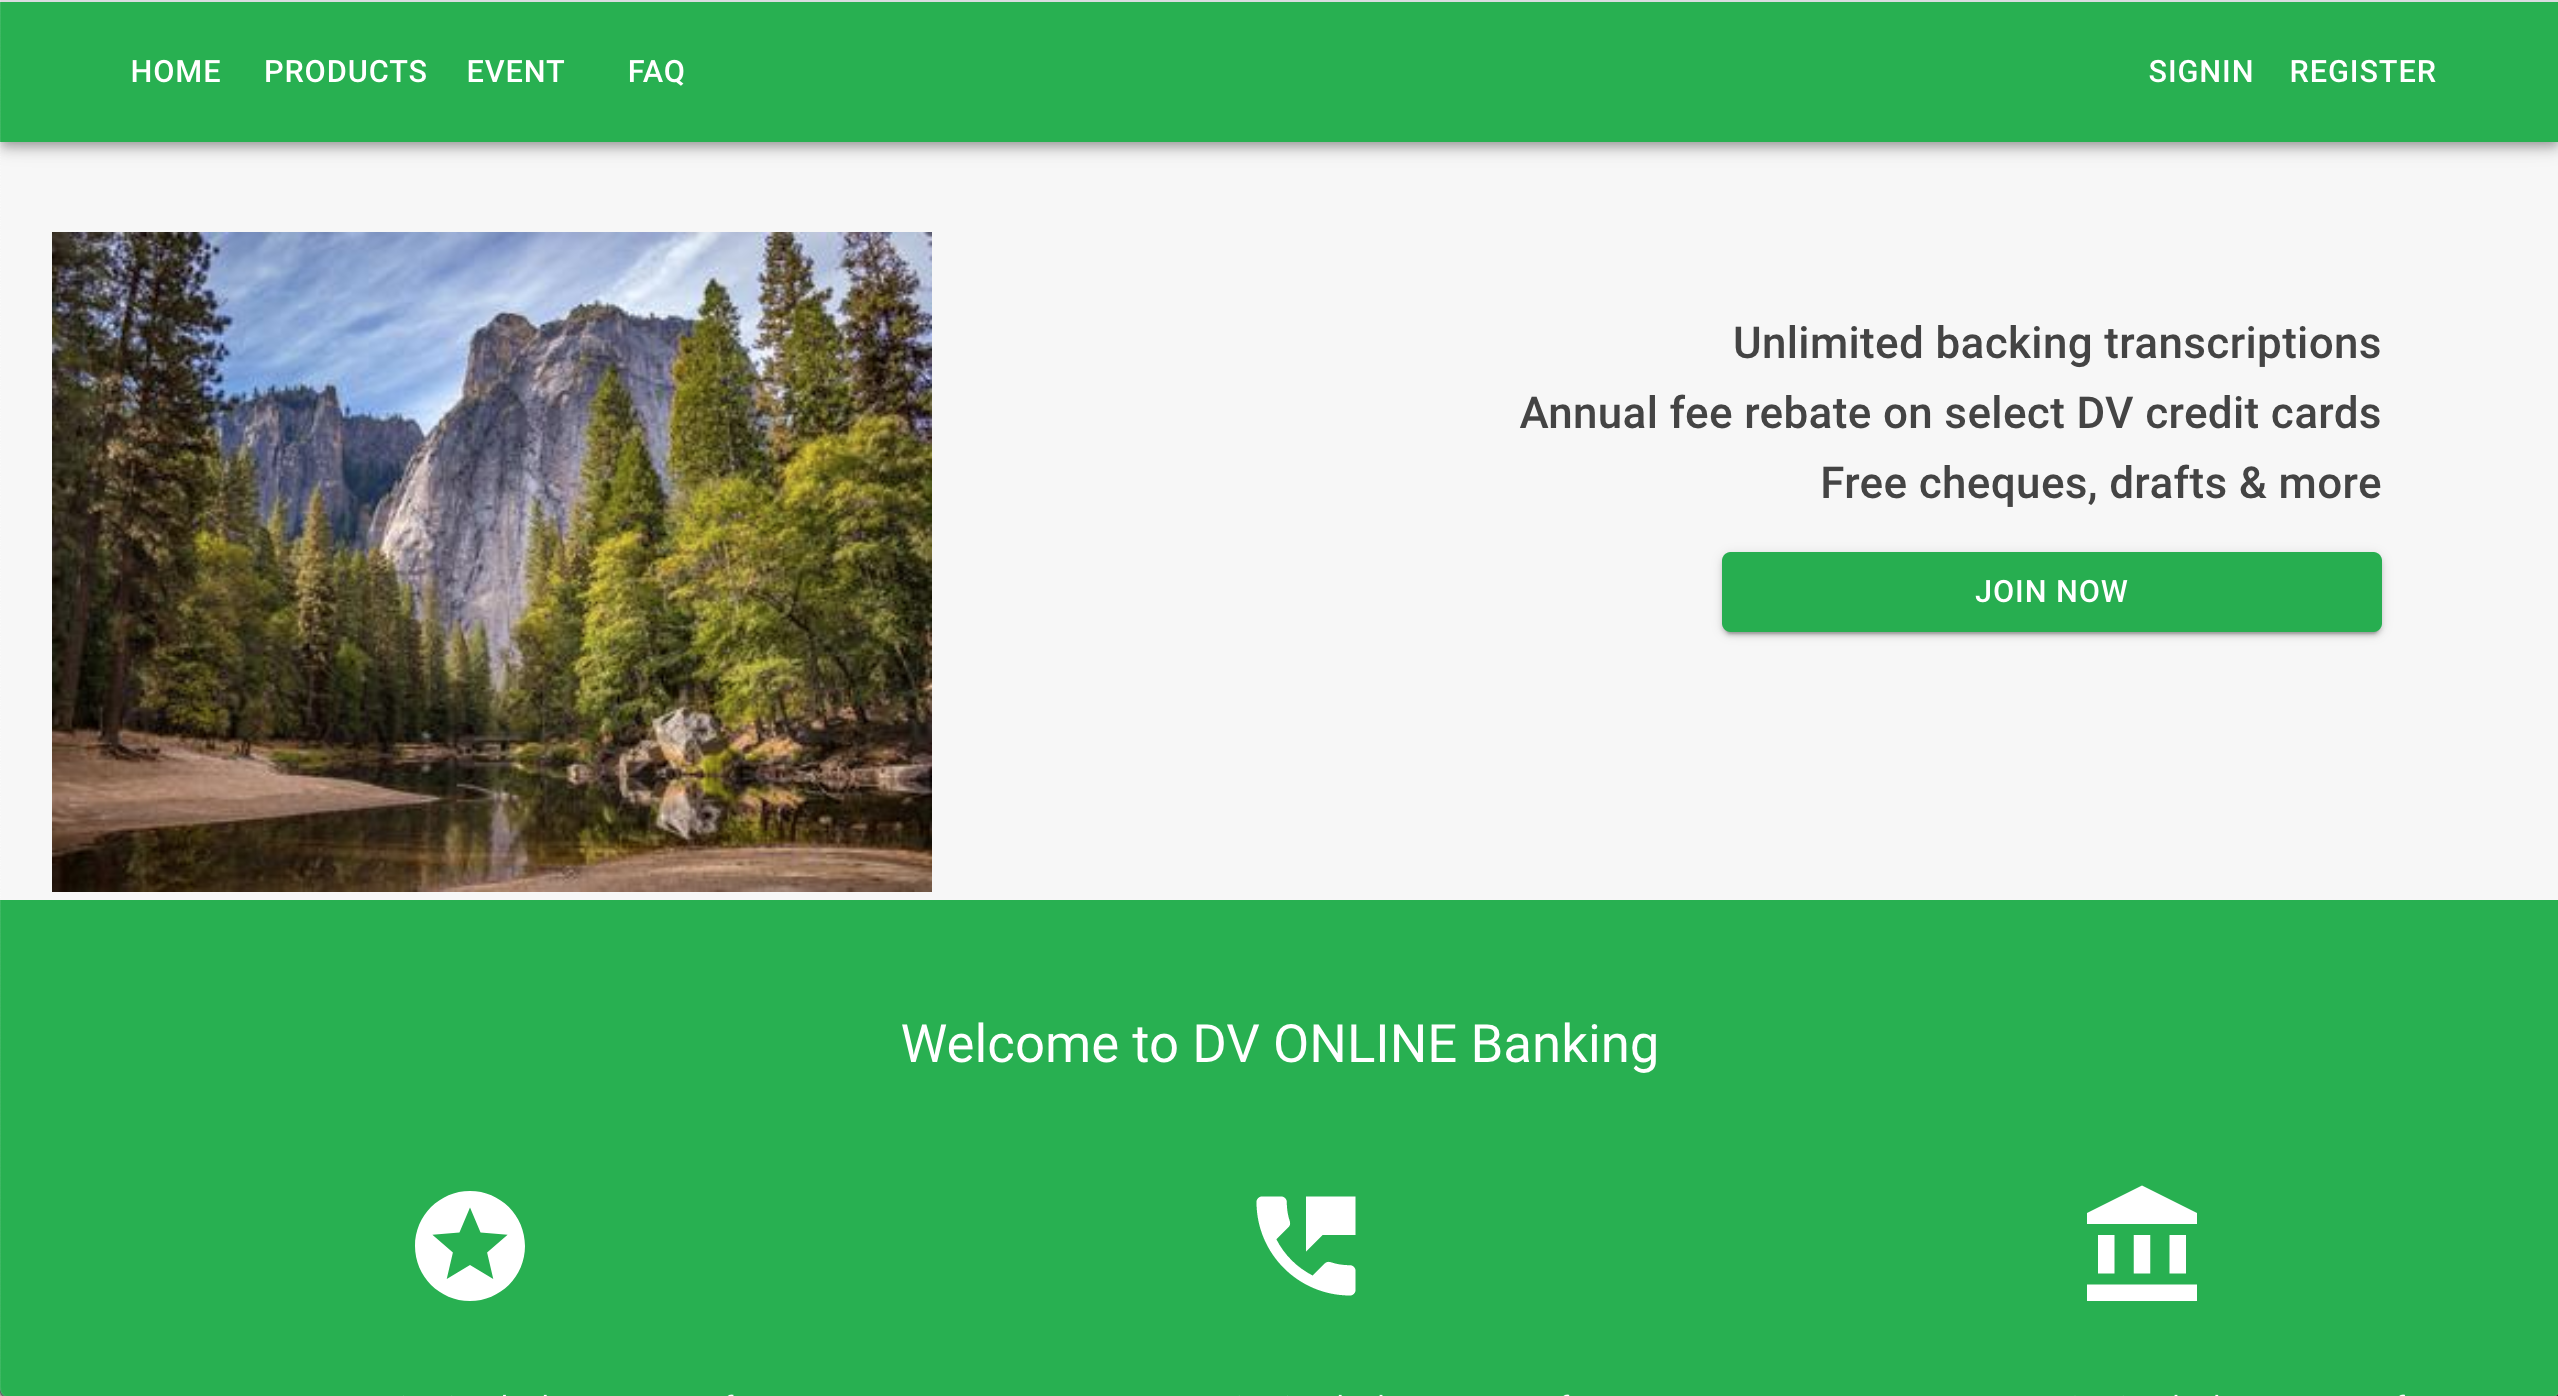 HOME PRODUCTS EVENT FAQ SIGNIN REGISTER
Unlimited backing transcriptions
Annual fee rebate on select DV credit cards
Free cheques, drafts & more
JOIN NOW
Welcome to DV ONLINE Banking